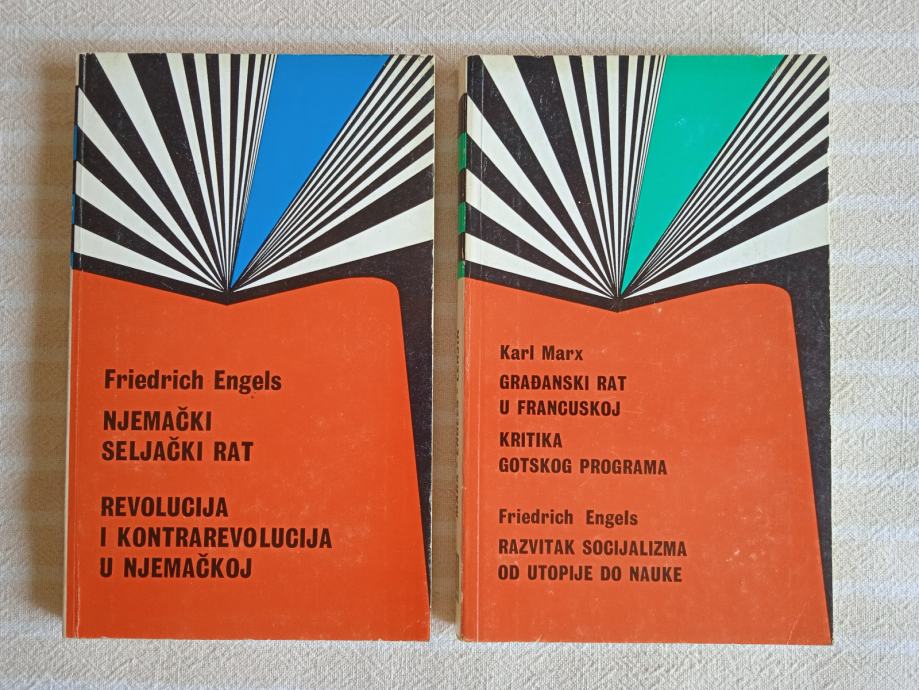 Friedrich Engels
NJEMAČKI
SELJAČKI RAT
REVOLUCIJA
I KONTRAREVOLUCIJA
U NJEMAČKOJ
Karl Marx
GRAĐANSKI RAT
U FRANCUSKOJ
KRITIKA
GOTSKOG PROGRAMA
Friedrich Engels
RAZVITAK SOCIJALIZMA
OD UTOPIJE DO NAUKE